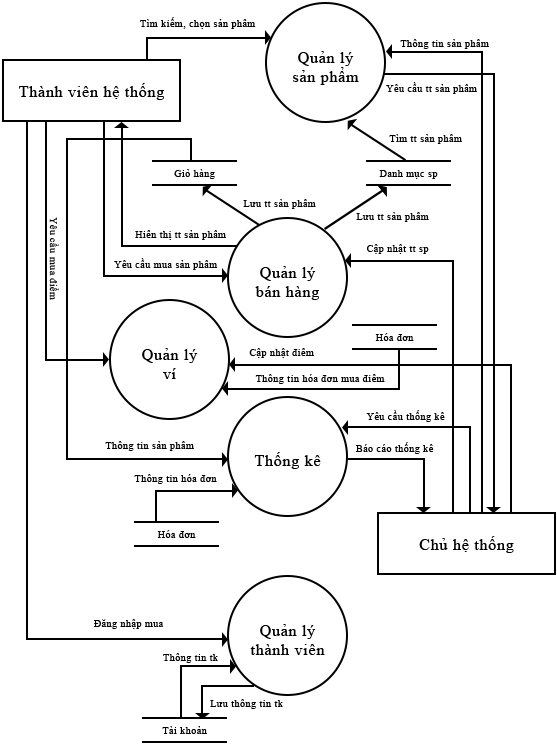 Tìm kiếm, chọn sản phẩm
Quản lý
sản phẩm
Thông tin sản phẩm
Thành viên hệ thống
Yêu cầu tt sản phẩm
Tìm tt sản phẩm
Giỏ hàng
Danh mục sp
Lưu tt sản phẩm
Lưu tt sản phẩm
Yêu cầu mua điểm
Hiển thị tt sản phẩm
Cập nhật tt sp
Yêu cầu mua sản phẩm
Quản lý
bán hàng
Hóa đơn
Quản lý
ví
Cập nhật điểm
Thông tin hóa đơn mua điểm
Yêu cầu thống kê
Thông tin sản phẩm
Thống kê
Báo cáo thống kê
Thông tin hóa đơn
Hóa đơn
Chủ hệ thống
Đăng nhập mua
Quản lý
thành viên
Thông tin tk
Lưu thông tin tk
Tài khoản